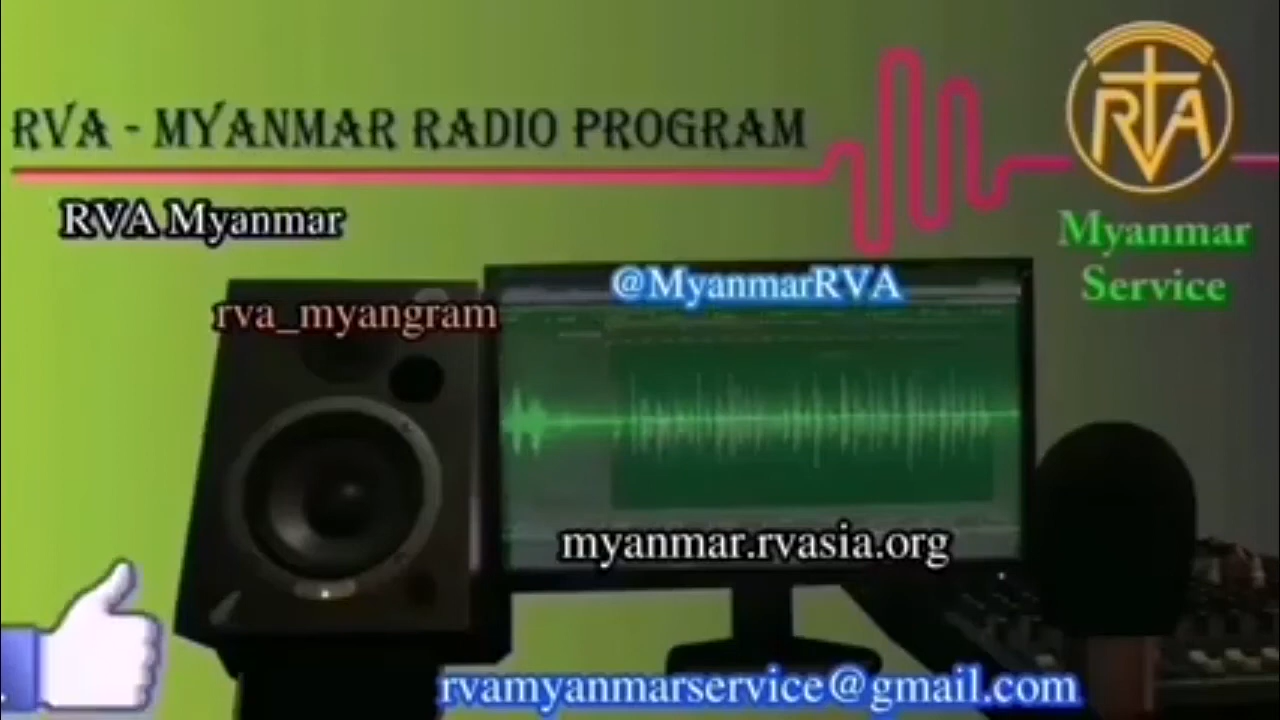 RVA - MYANMAR RADIO PROGRAM
RVA
RVA Myanmar
Myanmar
Service
@MyanmarRVA
rva_myangram
myanmar.rvasia.org
rvamyanmarservice@gmail.com